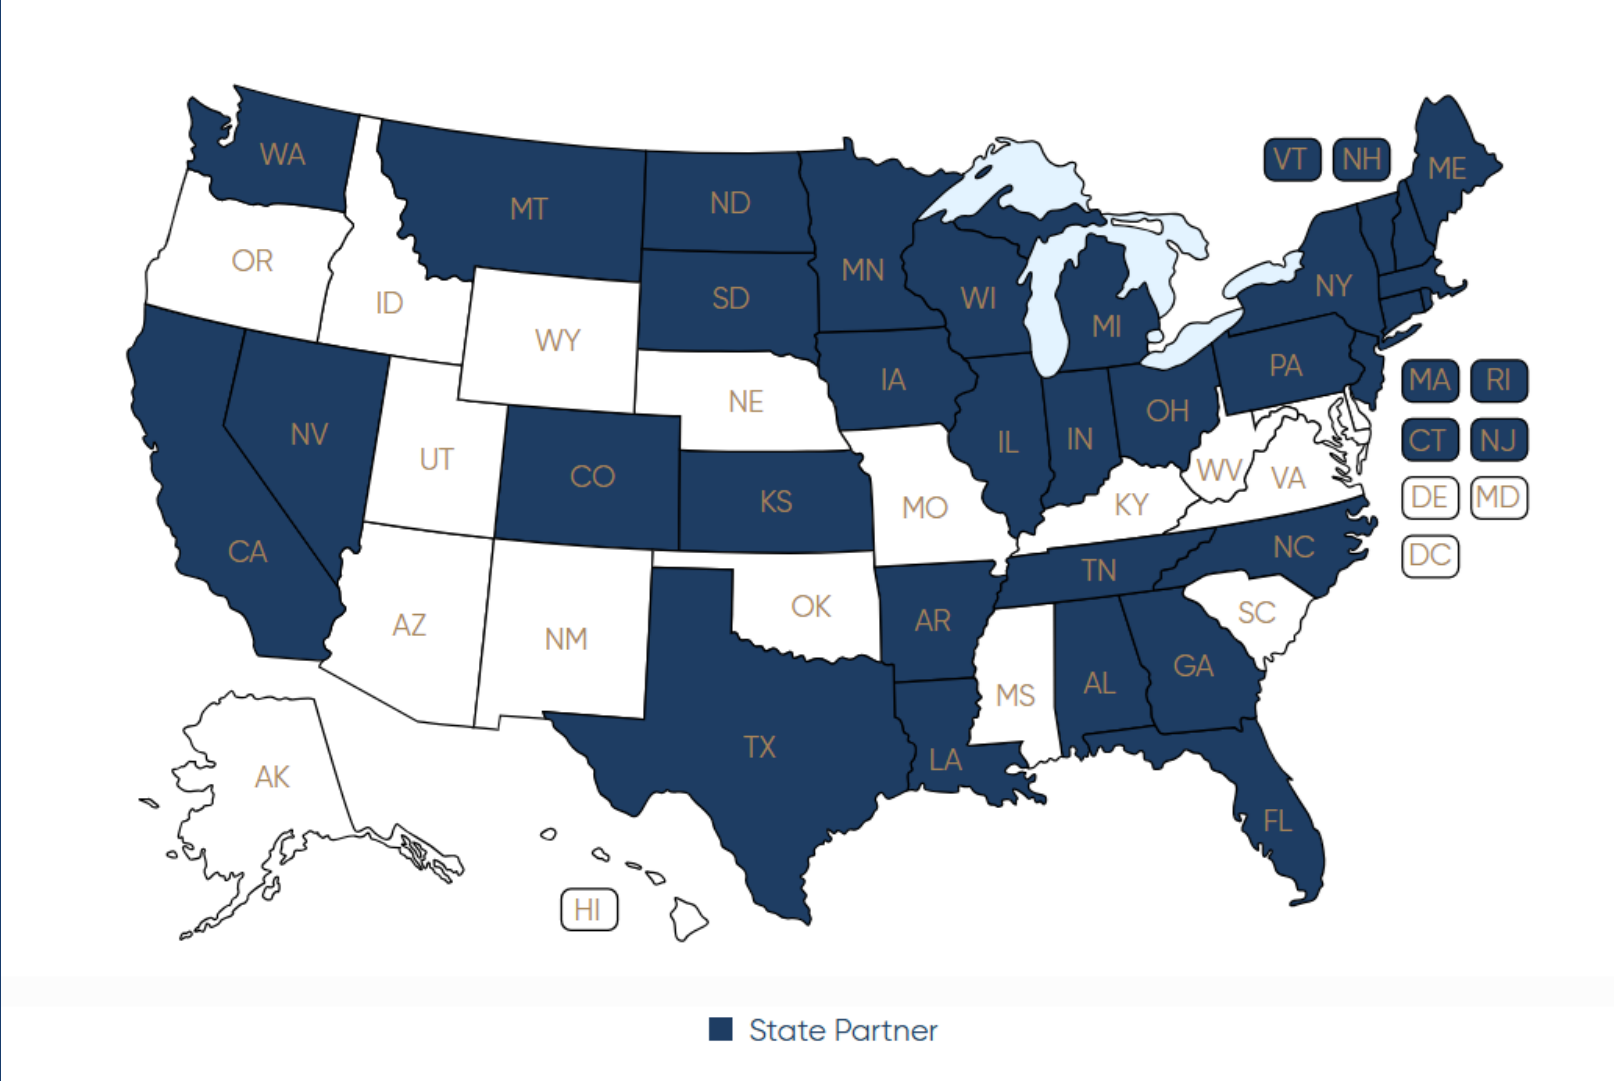 WA
MT
ND
VT NH
ME
OR
ID
SD
MN
WI
MI
NY
WY
NE
IA
PA
MA RI
NV
UT
CO
KS
MO
IL
IN
OH
WV
VA
KY
CT NJ
DE MD
DC
CA
AZ
NM
OK
AR
TN
NC
SC
MS
AL
GA
TX
LA
FL
AK
HI
State Partner